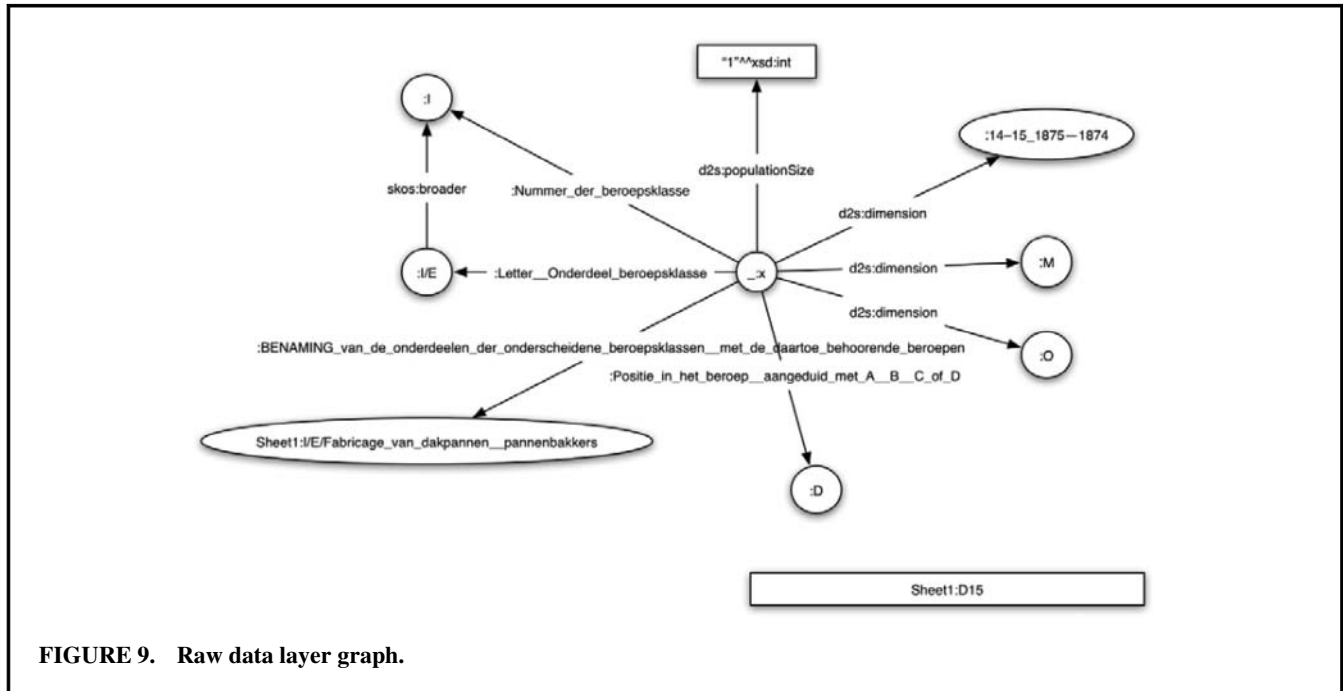 "1"^^xsd:int
:I
:14–15_1875—1874
d2s:populationSize
skos:broader
:Nummer_der_beroepsklasse
d2s:dimension
:I/E
:Letter__Onderdeel_beroepsklasse
_:x
d2s:dimension
:M
d2s:dimension
:BENAMING_van_de_onderdeelen_der_onderscheidene_beroepsklassen__met_de_daartoe_behoorende_beroepen
:O
:Positie_in_het_beroep__aangeduid_met_A__B__C_of_D
Sheet1:I/E/Fabricage_van_dakpannen__pannenbakkers
:D
Sheet1:D15
FIGURE 9. Raw data layer graph.